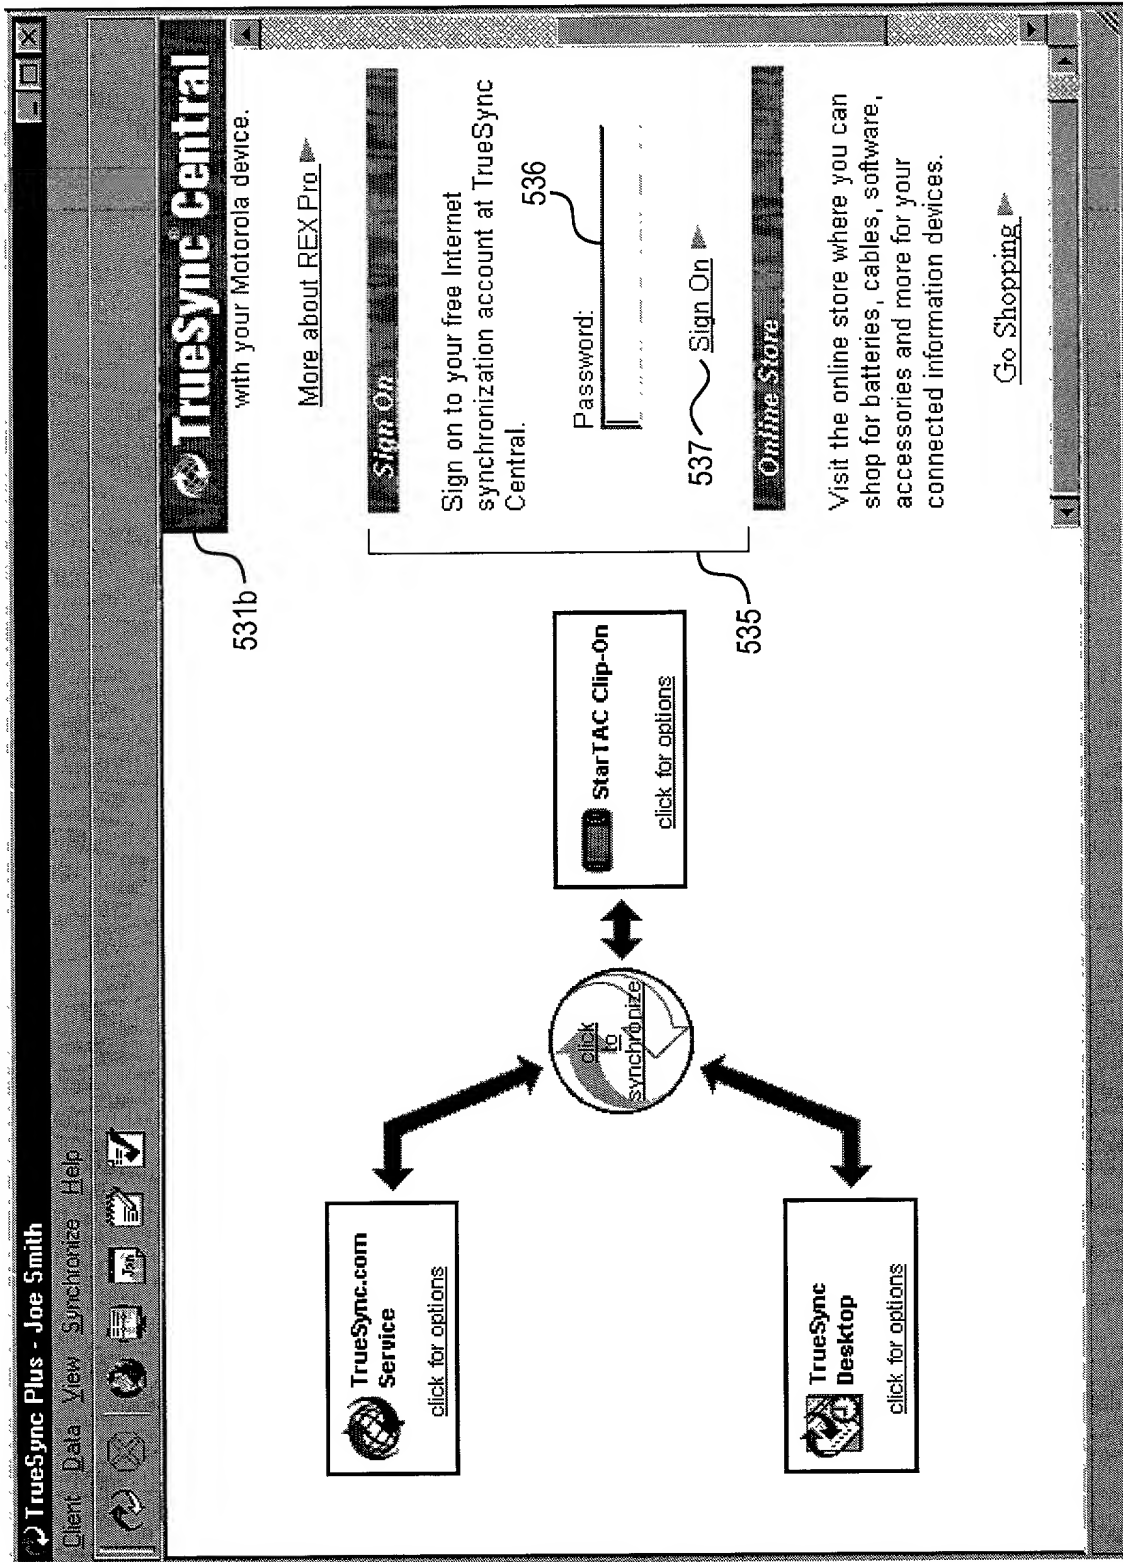 TrueSync Plus - Joe Smith
Client Data View Synchronize Help
Jan
TrueSync.com
Service
click for options
TrueSync
Desktop
click for options
click
to
synchronize
StarTAC Clip-On
click for options
531b
TrueSync® Central
with your Motorola device.
More about REX Pro
Sign On
Sign on to your free Internet
synchronization account at TrueSync
Central.
Password:
536
537
Sign On
535
Online Store
Visit the online store where you can
shop for batteries, cables, software,
accessories and more for your
connected information devices.
Go Shopping